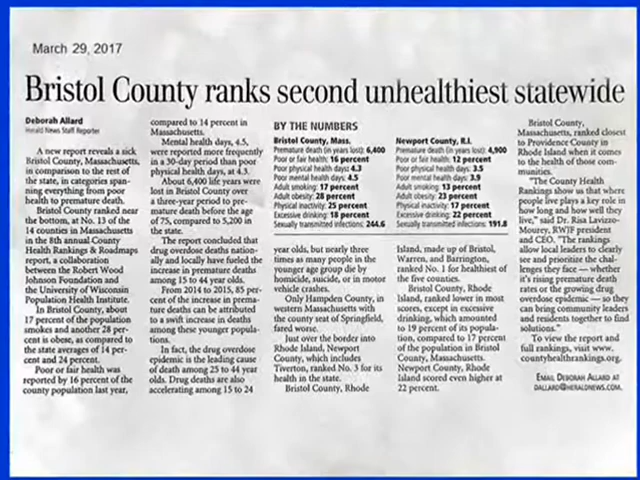 March 29, 2017
Bristol County ranks second unhealthiest statewide
Deborah Allard
Herald News Staff Reporter
A new report reveals a sick
Bristol County, Massachusetts,
in comparison to the rest of
the state, in categories span-
ning everything from poor
health to premature death.
Bristol County ranked near
the bottom, at No. 13 of the
14 counties in Massachusetts
in the 8th annual County
Health Rankings & Roadmaps
report, a collaboration
between the Robert Wood
Johnson Foundation and
the University of Wisconsin
Population Health Institute.
In Bristol County, about
17 percent of the population
smokes and another 28 per-
cent is obese, as compared to
the state averages of 14 per-
cent and 24 percent.
Poor or fair health was
reported by 16 percent of the
county population last year,
compared to 14 percent in
Massachusetts.
Mental health days, 4.5,
were reported more frequently
in a 30-day period than poor
physical health days, at 4.3.
About 6,400 life years were
lost in Bristol County over
a three-year period to pre-
mature death before the age
of 75, compared to 5,200 in
the state.
The report concluded that
drug overdose deaths nation-
ally and locally have fueled the
increase in premature deaths
among 15 to 44 year olds.
From 2014 to 2015, 85 per-
cent of the increase in prema-
ture deaths can be attributed
to a swift increase in deaths
among these younger popula-
tions.
In fact, the drug overdose
epidemic is the leading cause
of death among 25 to 44 year
olds. Drug deaths are also
accelerating among 15 to 24
BY THE NUMBERS
Bristol County, Mass.
Premature death (in years lost): 6,400
Poor or fair health: 16 percent
Poor physical health days: 4.3
Poor mental health days: 4.5
Adult smoking: 17 percent
Adult obesity: 28 percent
Physical inactivity: 25 percent
Excessive drinking: 18 percent
Sexually transmitted infections: 244.6
Newport County, R.I.
Premature death (in years lost): 4,900
Poor or fair health: 12 percent
Poor physical health days: 3.5
Poor mental health days: 3.9
Adult smoking: 13 percent
Adult obesity: 23 percent
Physical inactivity: 17 percent
Excessive drinking: 22 percent
Sexually transmitted infections: 191.8
year olds, but nearly three
times as many people in the
younger age group die by
homicide, suicide, or in motor
vehicle crashes.
Only Hampden County, in
western Massachusetts with
the county seat of Springfield,
fared worse.
Just over the border into
Rhode Island, Newport
County, which includes
Tiverton, ranked No. 3 for its
health in the state.
Bristol County, Rhode
Island, made up of Bristol,
Warren, and Barrington,
ranked No. 1 for healthiest of
the five counties.
Bristol County, Rhode
Island, ranked lower in most
scores, except in excessive
drinking, which amounted
to 19 percent of its popula-
tion, compared to 17 percent
of the population in Bristol
County, Massachusetts.
Newport County, Rhode
Island scored even higher at
22 percent.
Bristol County,
Massachusetts, ranked closest
to Providence County in
Rhode Island when it comes
to the health of those com-
munities.
"The County Health
Rankings show us that where
people live plays a key role in
how long and how well they
live," said Dr. Risa Lavizzo-
Mourey, RWJF president
and CEO. "The rankings
allow local leaders to clearly
see and prioritize the chal-
lenges they face — whether
it's rising premature death
rates or the growing drug
overdose epidemic — so they
can bring community leaders
and residents together to find
solutions."
To view the report and
full rankings, visit www.
countyhealthrankings.org.
EMAIL DEBORAH ALLARD AT
DALLARD@HERALDNEWS.COM.